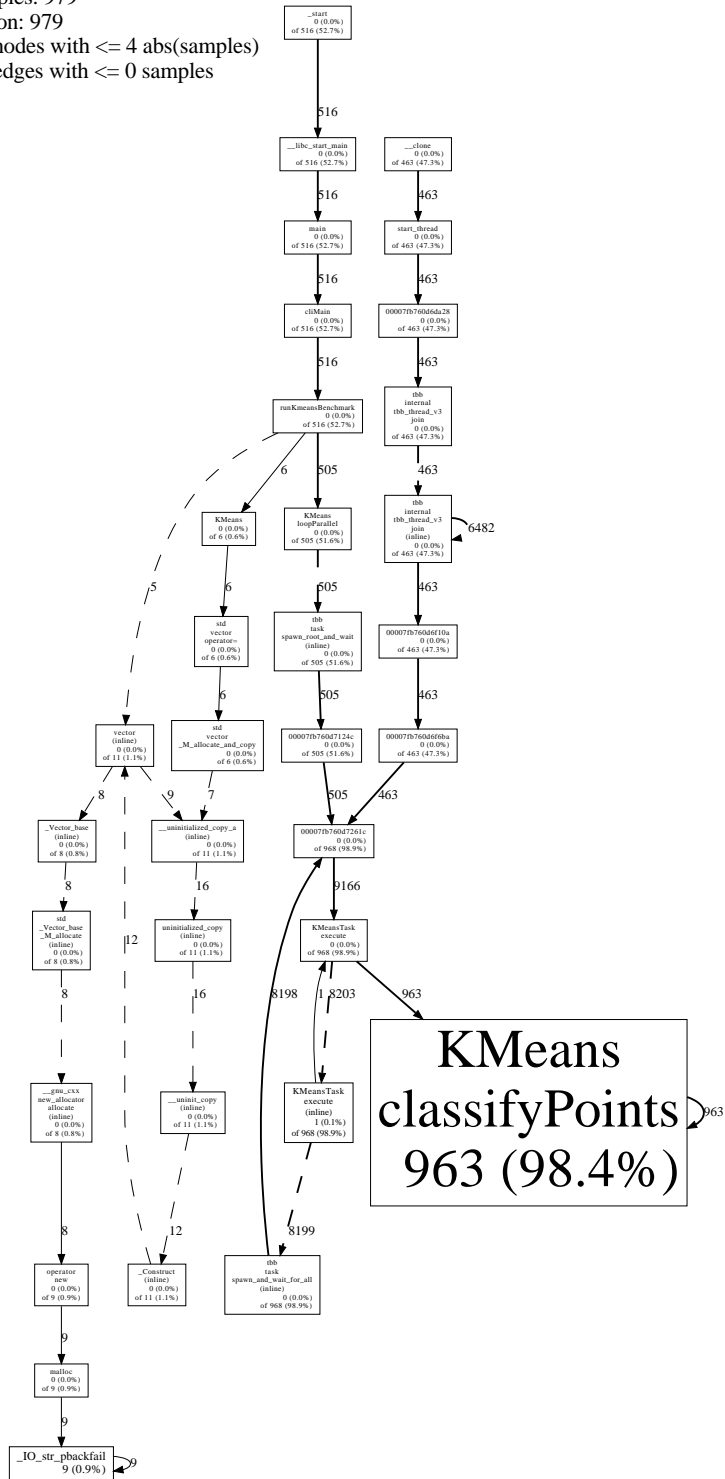 ples: 979
on: 979
nodes with <= 4 abs(samples)
edges with <= 0 samples
_start
0 (0.0%)
of 516 (52.7%)
516
__libc_start_main
0 (0.0%)
of 516 (52.7%)
__clone
0 (0.0%)
of 463 (47.3%)
516
463
main
0 (0.0%)
of 516 (52.7%)
start_thread
0 (0.0%)
of 463 (47.3%)
516
463
cliMain
0 (0.0%)
of 516 (52.7%)
00007fb760d6da28
0 (0.0%)
of 463 (47.3%)
516
463
runKmeansBenchmark
0 (0.0%)
of 516 (52.7%)
tbb
internal
tbb_thread_v3
join
0 (0.0%)
of 463 (47.3%)
6
505
463
KMeans
0 (0.0%)
of 6 (0.6%)
KMeans
loopParallel
0 (0.0%)
of 505 (51.6%)
tbb
internal
tbb_thread_v3
join
(inline)
0 (0.0%)
of 463 (47.3%)
6482
5
6
505
463
std
vector
operator=
0 (0.0%)
of 6 (0.6%)
tbb
task
spawn_root_and_wait
(inline)
0 (0.0%)
of 505 (51.6%)
00007fb760d6f10a
0 (0.0%)
of 463 (47.3%)
6
505
463
vector
(inline)
0 (0.0%)
of 11 (1.1%)
std
vector
_M_allocate_and_copy
0 (0.0%)
of 6 (0.6%)
00007fb760d7124c
0 (0.0%)
of 505 (51.6%)
00007fb760d6f6ba
0 (0.0%)
of 463 (47.3%)
8
9
7
505
463
_Vector_base
(inline)
0 (0.0%)
of 8 (0.8%)
__uninitialized_copy_a
(inline)
0 (0.0%)
of 11 (1.1%)
00007fb760d7261c
0 (0.0%)
of 968 (98.9%)
8
16
9166
std
_Vector_base
_M_allocate
(inline)
0 (0.0%)
of 8 (0.8%)
12
uninitialized_copy
(inline)
0 (0.0%)
of 11 (1.1%)
KMeansTask
execute
0 (0.0%)
of 968 (98.9%)
8
16
8198
1
8203
963
__gnu_cxx
new_allocator
allocate
(inline)
0 (0.0%)
of 8 (0.8%)
__uninit_copy
(inline)
0 (0.0%)
of 11 (1.1%)
KMeansTask
execute
(inline)
1 (0.1%)
of 968 (98.9%)
KMeans
classifyPoints
963 (98.4%)
963
8
12
8199
operator
new
0 (0.0%)
of 9 (0.9%)
_Construct
(inline)
0 (0.0%)
of 11 (1.1%)
tbb
task
spawn_and_wait_for_all
(inline)
0 (0.0%)
of 968 (98.9%)
9
malloc
0 (0.0%)
of 9 (0.9%)
9
_IO_str_pbackfail
9 (0.9%)
9